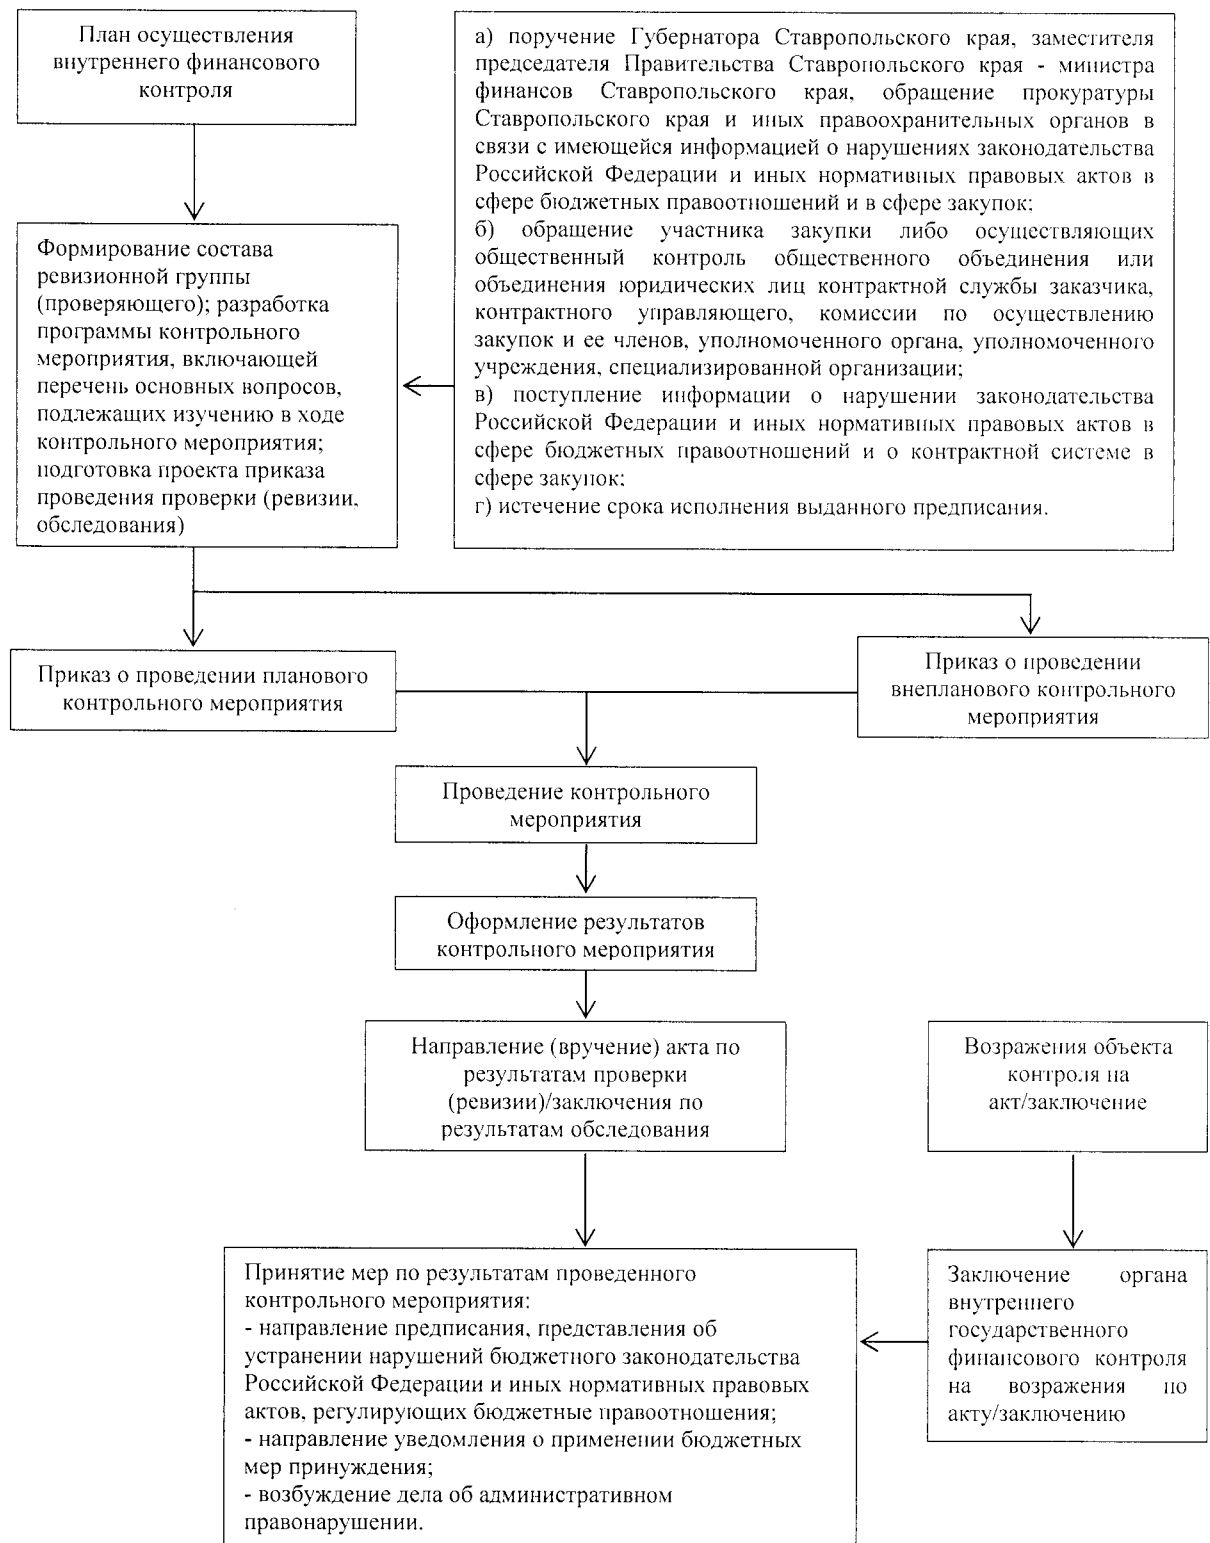 План осуществления
внутреннего финансового
контроля
а) поручение Губернатора Ставропольского края, заместителя
председателя Правительства Ставропольского края - министра
финансов Ставропольского края, обращение прокуратуры
Ставропольского края и иных правоохранительных органов в
связи с имеющейся информацией о нарушениях законодательства
Российской Федерации и иных нормативных правовых актов в
сфере бюджетных правоотношений и в сфере закупок;
б) обращение участника закупки либо осуществляющих
общественный контроль общественного объединения или
объединения юридических лиц контрактной службы заказчика,
контрактного управляющего, комиссии по осуществлению
закупок и ее членов, уполномоченного органа, уполномоченного
учреждения, специализированной организации;
в) поступление информации о нарушении законодательства
Российской Федерации и иных нормативных правовых актов в
сфере бюджетных правоотношений и о контрактной системе в
сфере закупок;
г) истечение срока исполнения выданного предписания.
Формирование состава
ревизионной группы
(проверяющего); разработка
программы контрольного
мероприятия, включающей
перечень основных вопросов,
подлежащих изучению в ходе
контрольного мероприятия;
подготовка проекта приказа
проведения проверки (ревизии,
обследования)
Приказ о проведении планового
контрольного мероприятия
Приказ о проведении
внепланового контрольного
мероприятия
Проведение контрольного
мероприятия
Оформление результатов
контрольного мероприятия
Направление (вручение) акта по
результатам проверки
(ревизии)/заключения по
результатам обследования
Возражения объекта
контроля на
акт/заключение
Принятие мер по результатам проведенного
контрольного мероприятия:
- направление предписания, представления об
устранении нарушений бюджетного законодательства
Российской Федерации и иных нормативных правовых
актов, регулирующих бюджетные правоотношения;
- направление уведомления о применении бюджетных
мер принуждения;
- возбуждение дела об административном
правонарушении.
Заключение органа
внутреннего
государственного
финансового контроля
на возражения по
акту/заключению